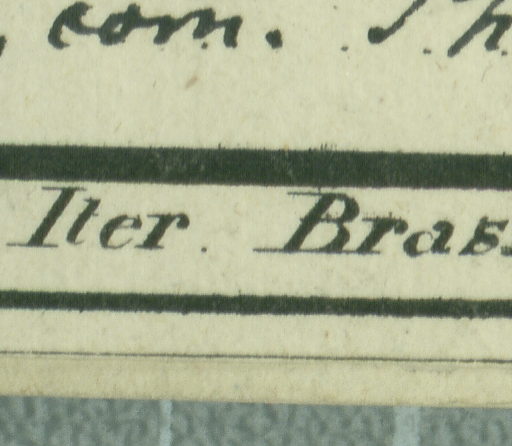 , com.
Iter. Bras.